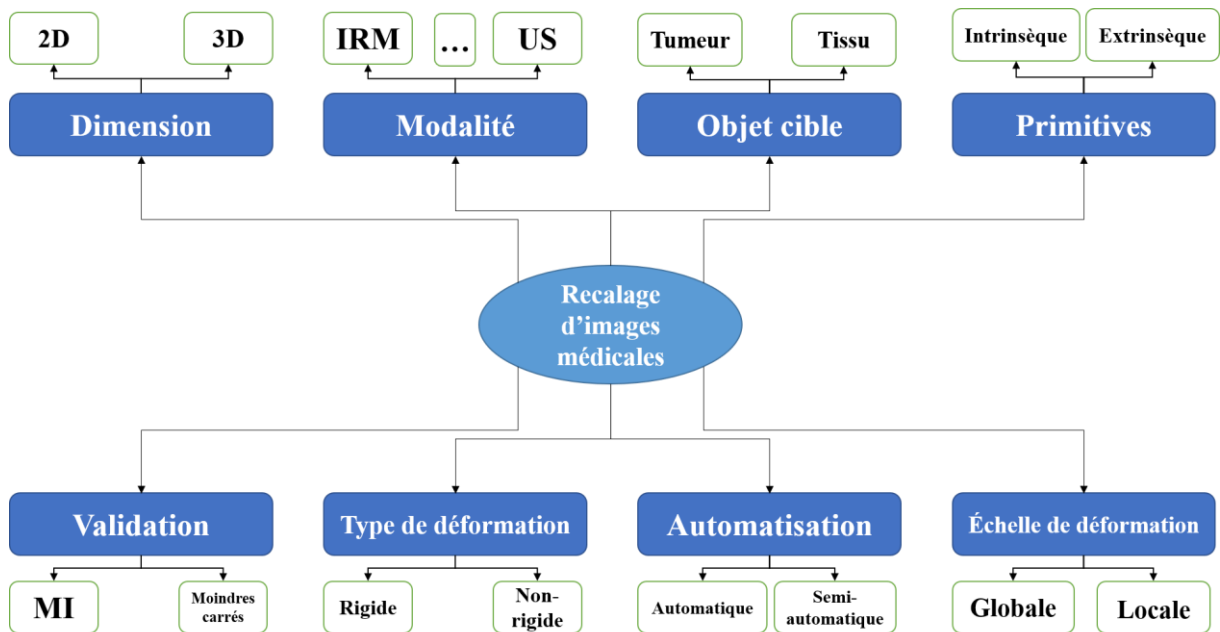 2D
3D
IRM
...
US
Tumeur
Tissu
Intrinsèque
Extrinsèque
Dimension
Modalité
Objet cible
Primitives
Recalage
d’images
médicales
Validation
Type de déformation
Automatisation
Échelle de déformation
MI
Moindres
carrés
Rigide
Non-
rigide
Automatique
Semi-
automatique
Globale
Locale